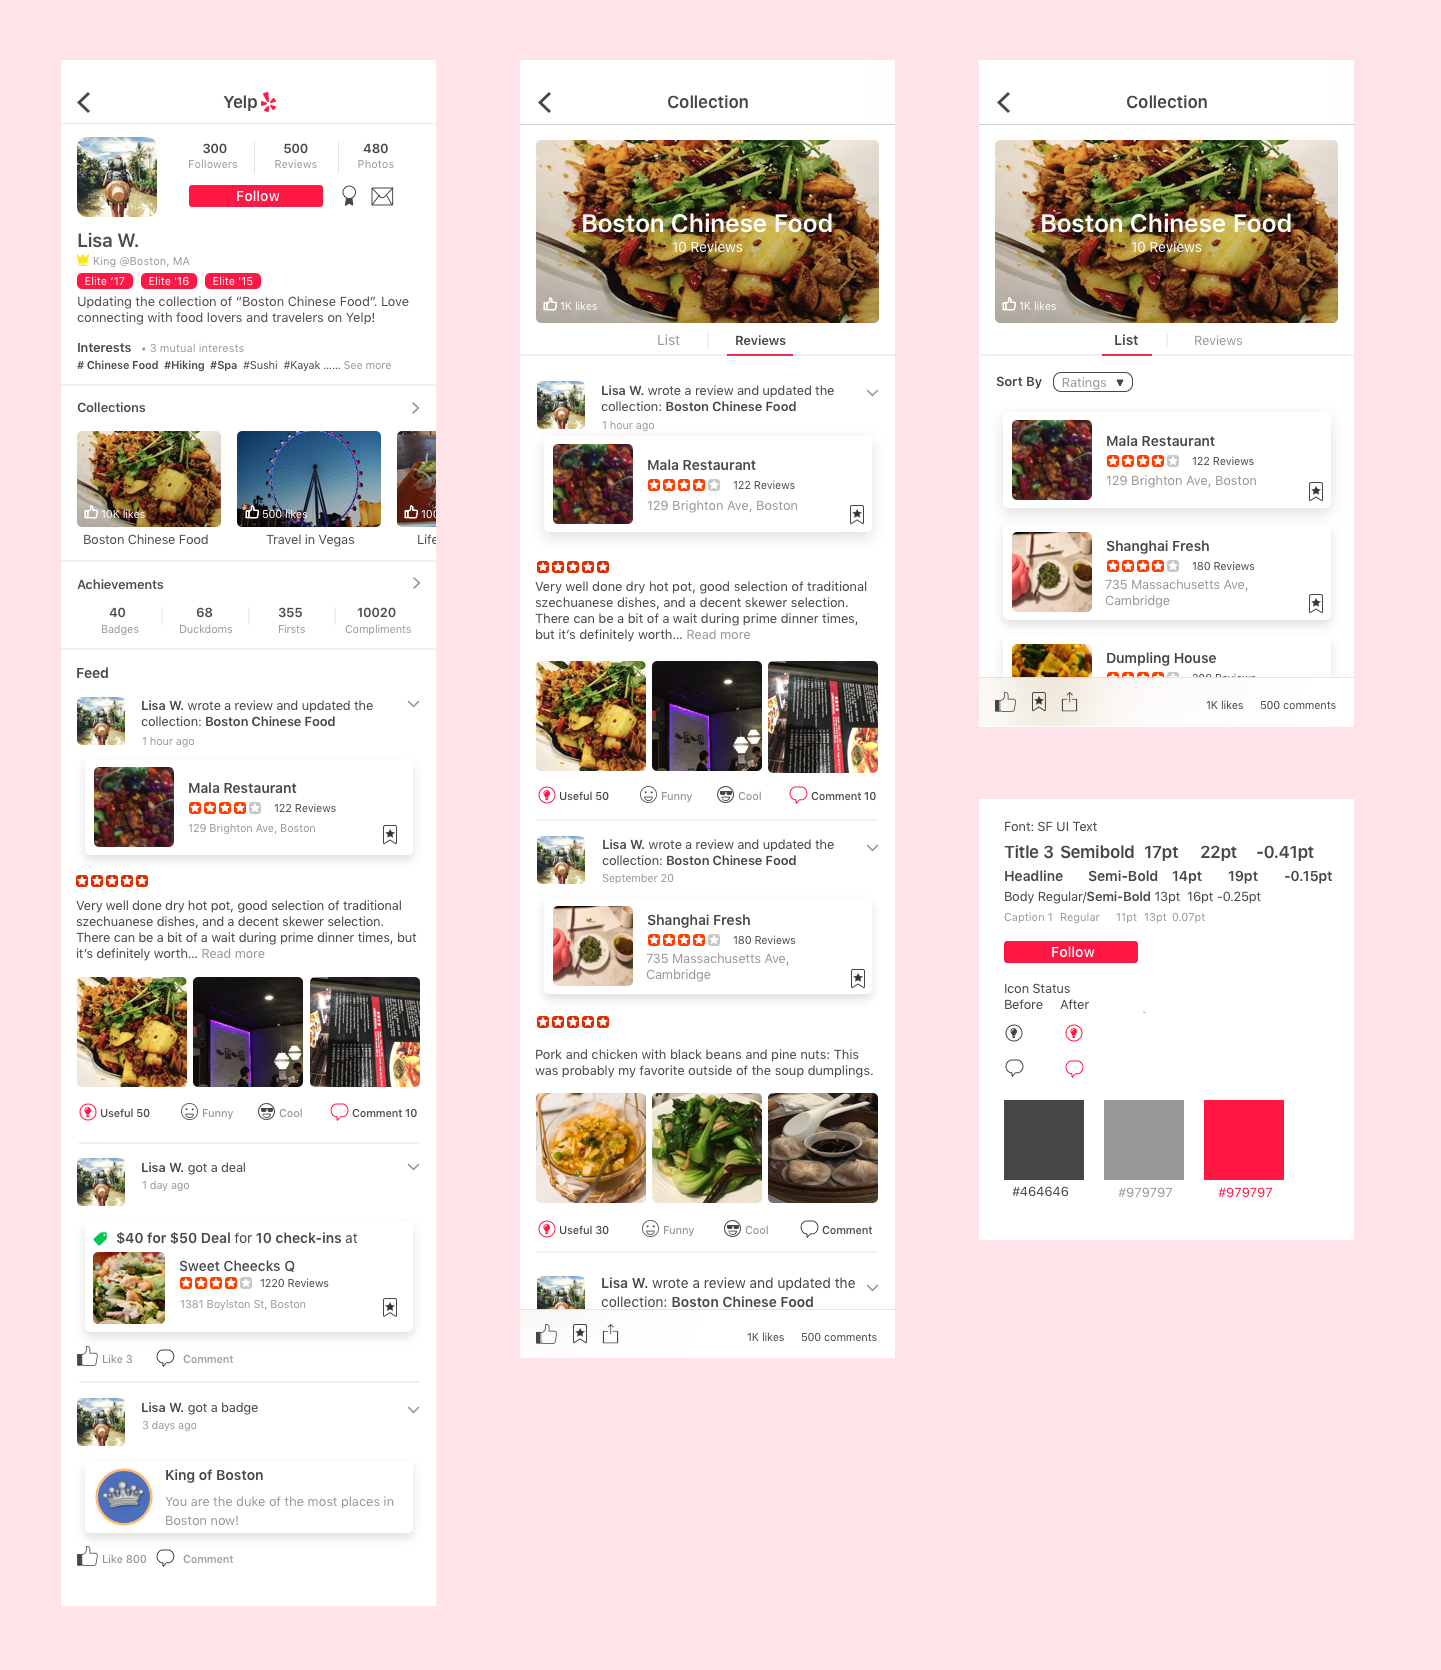 Yelp
300 500 480
Followers Reviews Photos
Follow
Lisa W.
King @Boston, MA
Elite '17 Elite '16 Elite '15
Updating the collection of “Boston Chinese Food”. Love
connecting with food lovers and travelers on Yelp!
Interests • 3 mutual interests
# Chinese Food #Hiking #Spa #Sushi #Kayak ...... See more
Collections
10K likes 500 likes 100
Boston Chinese Food Travel in Vegas Life
Achievements
40 68 355 10020
Badges Duckdoms Firsts Compliments
Feed
Lisa W. wrote a review and updated the
collection: Boston Chinese Food
1 hour ago
Mala Restaurant
122 Reviews
129 Brighton Ave, Boston
Very well done dry hot pot, good selection of traditional
szechuanese dishes, and a decent skewer selection.
There can be a bit of a wait during prime dinner times, but
it’s definitely worth... Read more
Useful 50 Funny Cool Comment 10
Lisa W. got a deal
1 day ago
$40 for $50 Deal for 10 check-ins at
Sweet Cheecks Q
1220 Reviews
1381 Boylston St, Boston
Like 3 Comment
Lisa W. got a badge
3 days ago
King of Boston
You are the duke of the most places in
Boston now!
Like 800 Comment
Collection
Boston Chinese Food
10 Reviews
1K likes
List Reviews
Lisa W. wrote a review and updated the
collection: Boston Chinese Food
1 hour ago
Mala Restaurant
122 Reviews
129 Brighton Ave, Boston
Very well done dry hot pot, good selection of traditional
szechuanese dishes, and a decent skewer selection.
There can be a bit of a wait during prime dinner times,
but it’s definitely worth... Read more
Useful 50 Funny Cool Comment 10
Lisa W. wrote a review and updated the
collection: Boston Chinese Food
September 20
Shanghai Fresh
180 Reviews
735 Massachusetts Ave,
Cambridge
Pork and chicken with black beans and pine nuts: This
was probably my favorite outside of the soup dumplings.
Useful 30 Funny Cool Comment
Lisa W. wrote a review and updated the
collection: Boston Chinese Food
1K likes 500 comments
Collection
Boston Chinese Food
10 Reviews
1K likes
List Reviews
Sort By Ratings ▼
Mala Restaurant
122 Reviews
129 Brighton Ave, Boston
Shanghai Fresh
180 Reviews
735 Massachusetts Ave,
Cambridge
Dumpling House
200 Reviews
1K likes 500 comments
Font: SF UI Text
Title 3 Semibold 17pt 22pt -0.41pt
Headline Semi-Bold 14pt 19pt -0.15pt
Body Regular/Semi-Bold 13pt 16pt -0.25pt
Caption 1 Regular 11pt 13pt 0.07pt
Follow
Icon Status
Before After
#464646 #979797 #979797